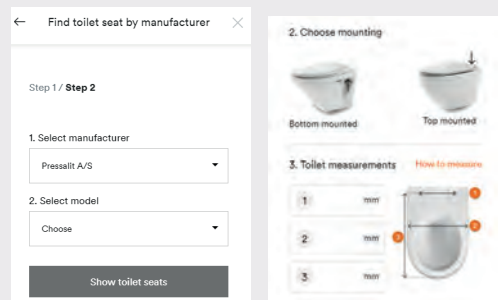 Find toilet seat by manufacturer
Step 1 / Step 2
1. Select manufacturer
Pressalit A/S
2. Select model
Choose
Show toilet seats
2. Choose mounting
Bottom mounted
Top mounted
3. Toilet measurements How to measure
1 mm
2 mm
3 mm
1
2
3